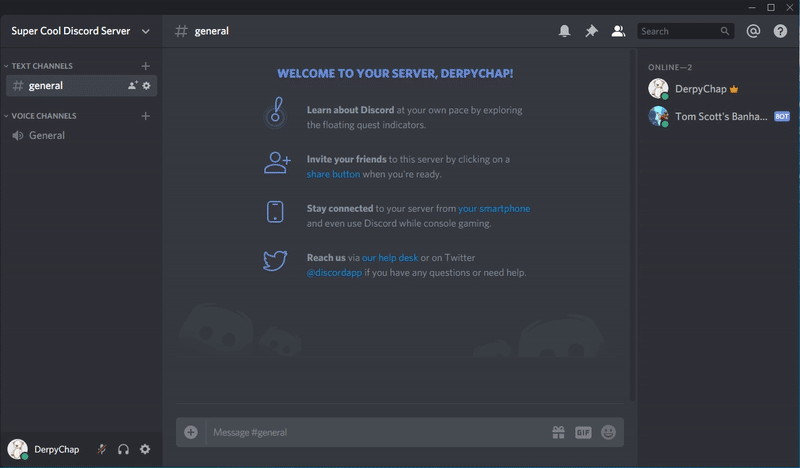 Super Cool Discord Server
# general
Search
TEXT CHANNELS
# general
VOICE CHANNELS
General
WELCOME TO YOUR SERVER, DERPYCHAP!
Learn about Discord at your own pace by exploring
the floating quest indicators.
Invite your friends to this server by clicking on a
share button when you're ready.
Stay connected to your server from your smartphone
and even use Discord while console gaming.
Reach us via our help desk or on Twitter
@discordapp if you have any questions or need help.
Message #general
GIF
ONLINE—2
DerpyChap
Tom Scott's Banha... BOT
DerpyChap